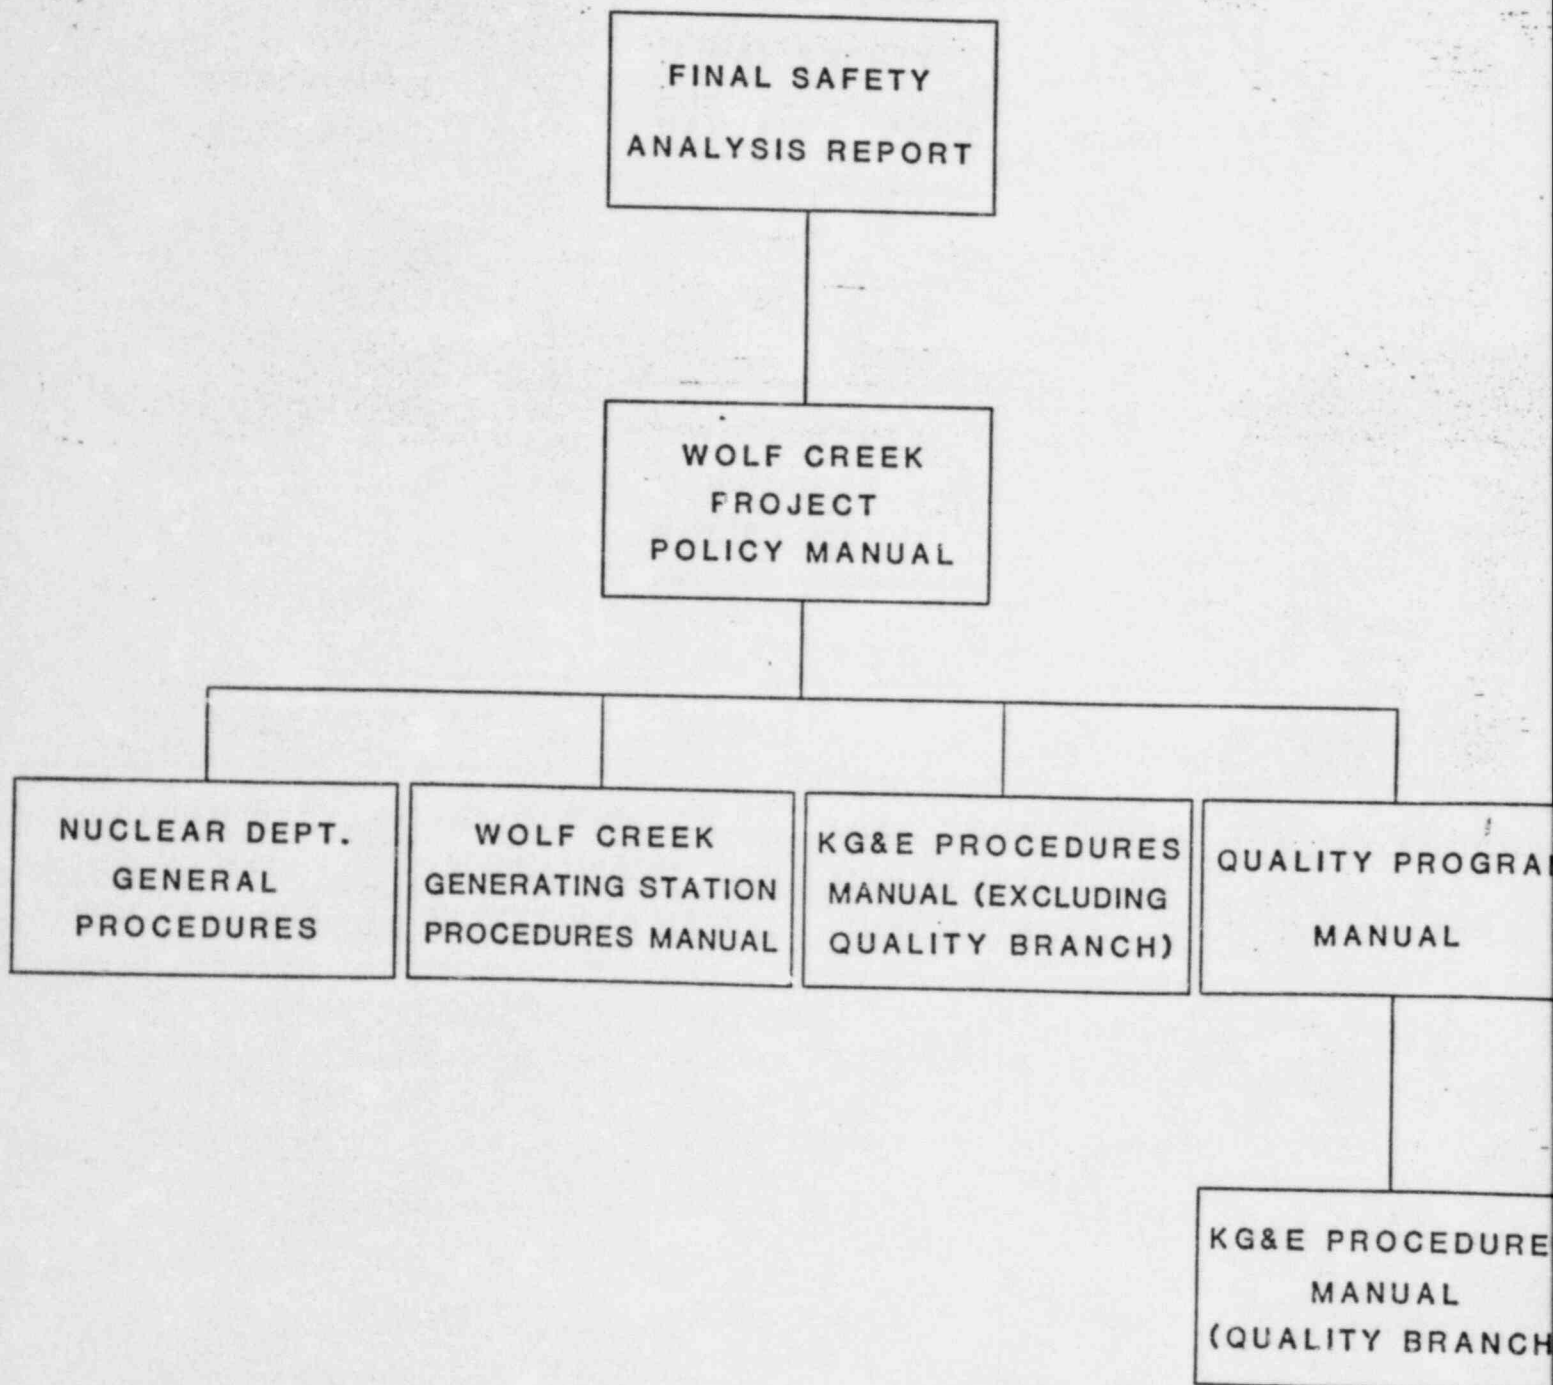 FINAL SAFETY
ANALYSIS REPORT
WOLF CREEK
PROJECT
POLICY MANUAL
NUCLEAR DEPT.
GENERAL
PROCEDURES
WOLF CREEK
GENERATING STATION
PROCEDURES MANUAL
KG&E PROCEDURES
MANUAL (EXCLUDING
QUALITY BRANCH)
QUALITY PROGRA
MANUAL
KG&E PROCEDURE
MANUAL
(QUALITY BRANCH